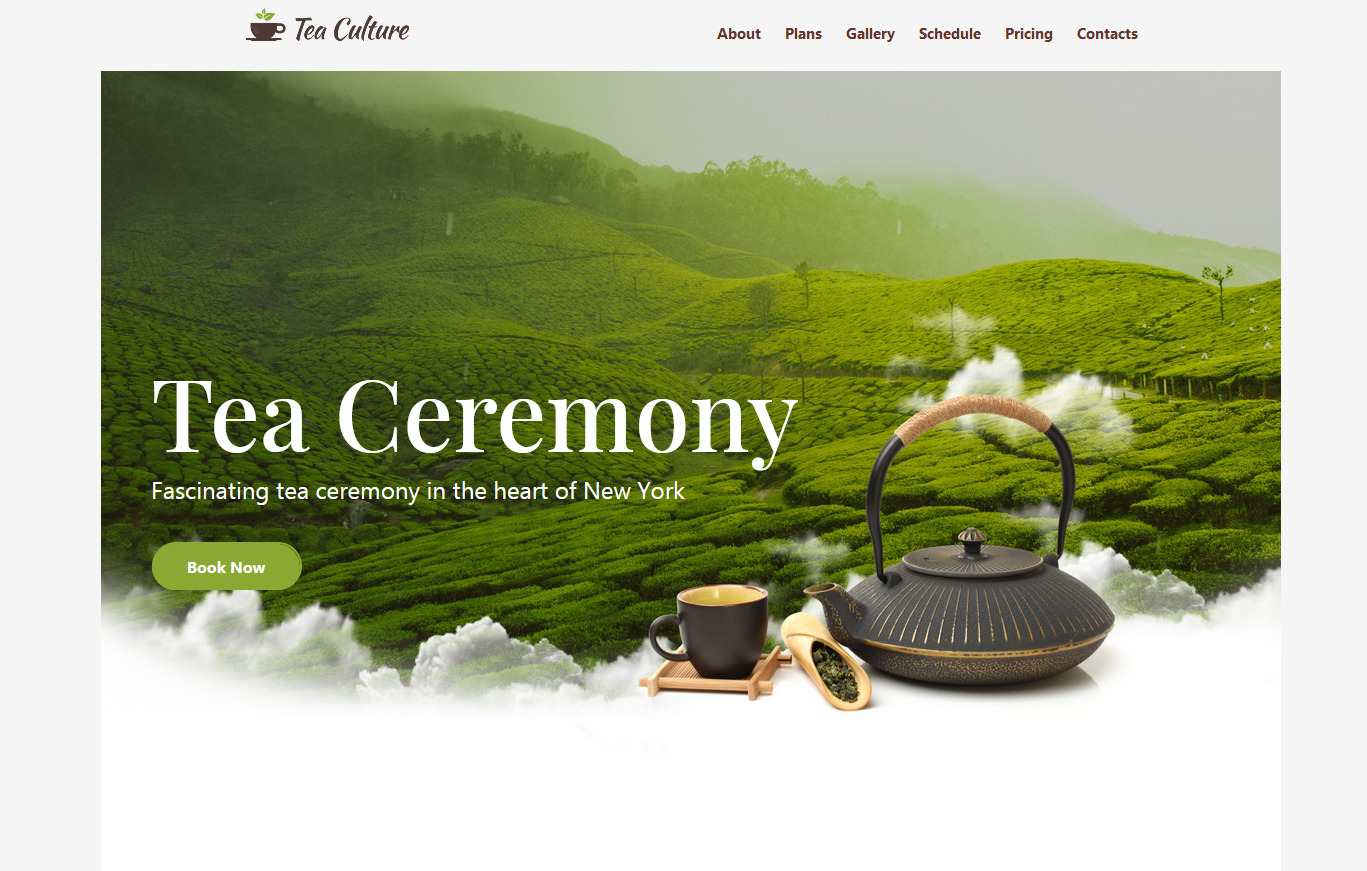 Tea Culture
About Plans Gallery Schedule Pricing Contacts
Tea Ceremony
Fascinating tea ceremony in the heart of New York
Book Now